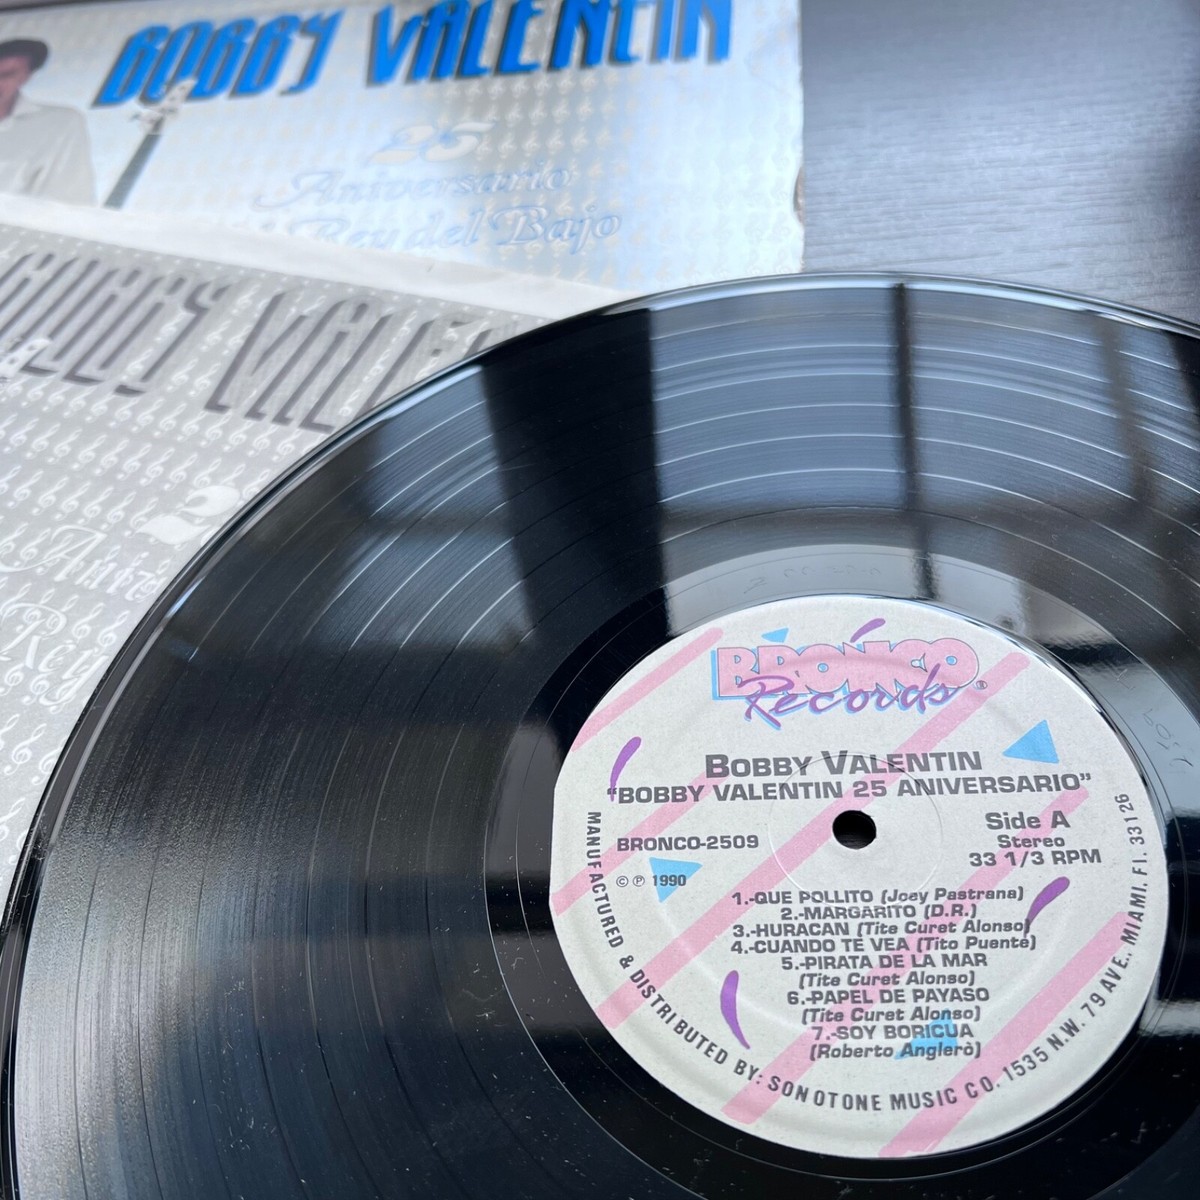 BOBBY VALENTIN
25
Aniversario
Rey del Bajo
BRONCO
Records®
BOBBY VALENTIN
"BOBBY VALENTIN 25 ANIVERSARIO"
Side A
BRONCO-2509
Stereo
33 1/3 RPM
© ℗ 1990
1.-QUE POLLITO (Joey Pastrana)
2.-MARGARITO (D.R.)
3.-HURACAN (Tite Curet Alonso)
4.-CUANDO TE VEA (Tito Puente)
5.-PIRATA DE LA MAR
(Tite Curet Alonso)
6.-PAPEL DE PAYASO
(Tite Curet Alonso)
7.-SOY BORICUA
(Roberto Anglerò)
MANUFACTURED & DISTRIBUTED BY: SONOTONE MUSIC CO. 1535 N.W. 79 AVE., MIAMI, Fl. 33126